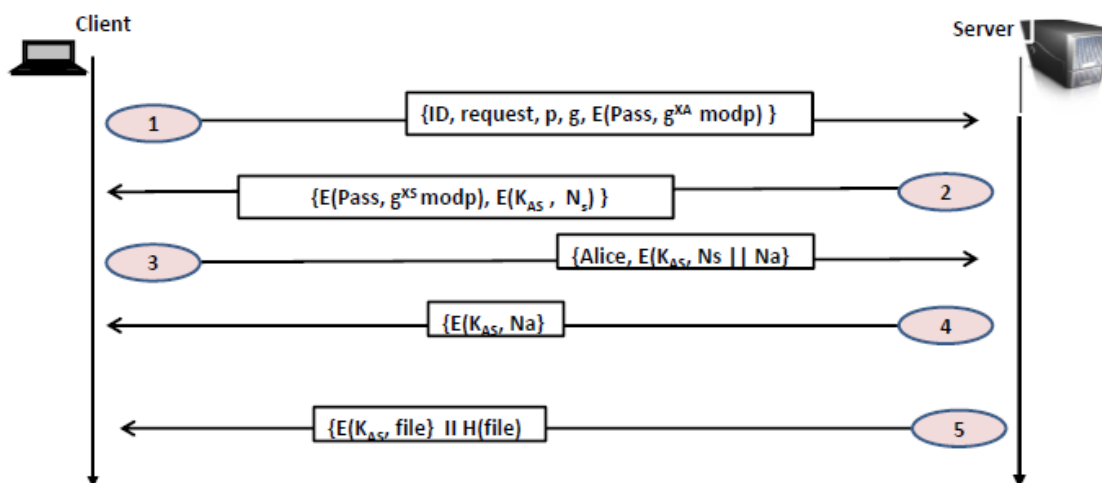 Client
Server
1
{ID, request, p, g, E(Pass, g^XA modp) }
{E(Pass, g^XS modp), E(K_AS , N_s) }
2
3
{Alice, E(K_AS, Ns || Na}
{E(K_AS, Na}
4
{E(K_AS, file} II H(file)
5